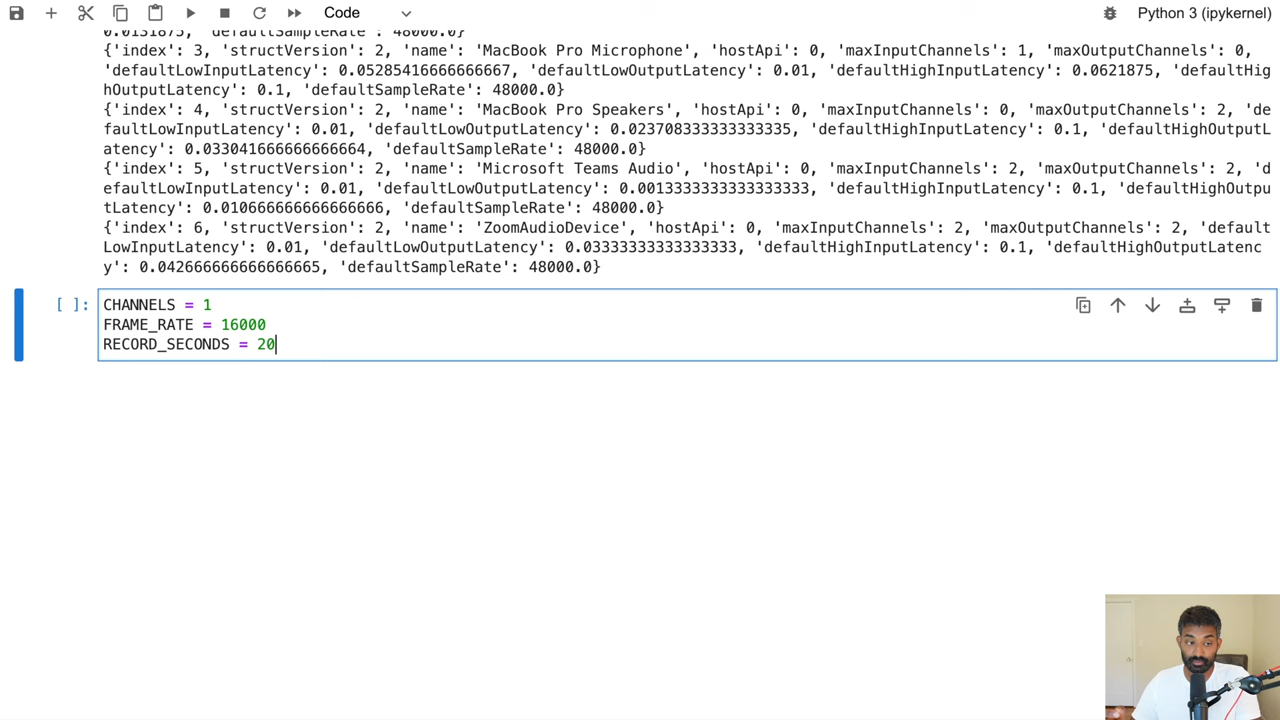 Code
Python 3 (ipykernel)
0.0131875, 'defaultSampleRate': 48000.0}
{'index': 3, 'structVersion': 2, 'name': 'MacBook Pro Microphone', 'hostApi': 0, 'maxInputChannels': 1, 'maxOutputChannels': 0,
'defaultLowInputLatency': 0.05285416666666667, 'defaultLowOutputLatency': 0.01, 'defaultHighInputLatency': 0.0621875, 'defaultHig
hOutputLatency': 0.1, 'defaultSampleRate': 48000.0}
{'index': 4, 'structVersion': 2, 'name': 'MacBook Pro Speakers', 'hostApi': 0, 'maxInputChannels': 0, 'maxOutputChannels': 2, 'de
faultLowInputLatency': 0.01, 'defaultLowOutputLatency': 0.023708333333333335, 'defaultHighInputLatency': 0.1, 'defaultHighOutputL
atency': 0.033041666666666664, 'defaultSampleRate': 48000.0}
{'index': 5, 'structVersion': 2, 'name': 'Microsoft Teams Audio', 'hostApi': 0, 'maxInputChannels': 2, 'maxOutputChannels': 2, 'd
efaultLowInputLatency': 0.01, 'defaultLowOutputLatency': 0.0013333333333333333, 'defaultHighInputLatency': 0.1, 'defaultHighOutpu
tLatency': 0.010666666666666666, 'defaultSampleRate': 48000.0}
{'index': 6, 'structVersion': 2, 'name': 'ZoomAudioDevice', 'hostApi': 0, 'maxInputChannels': 2, 'maxOutputChannels': 2, 'default
LowInputLatency': 0.01, 'defaultLowOutputLatency': 0.03333333333333333, 'defaultHighInputLatency': 0.1, 'defaultHighOutputLatenc
y': 0.042666666666666665, 'defaultSampleRate': 48000.0}
[ ]: CHANNELS = 1
FRAME_RATE = 16000
RECORD_SECONDS = 20